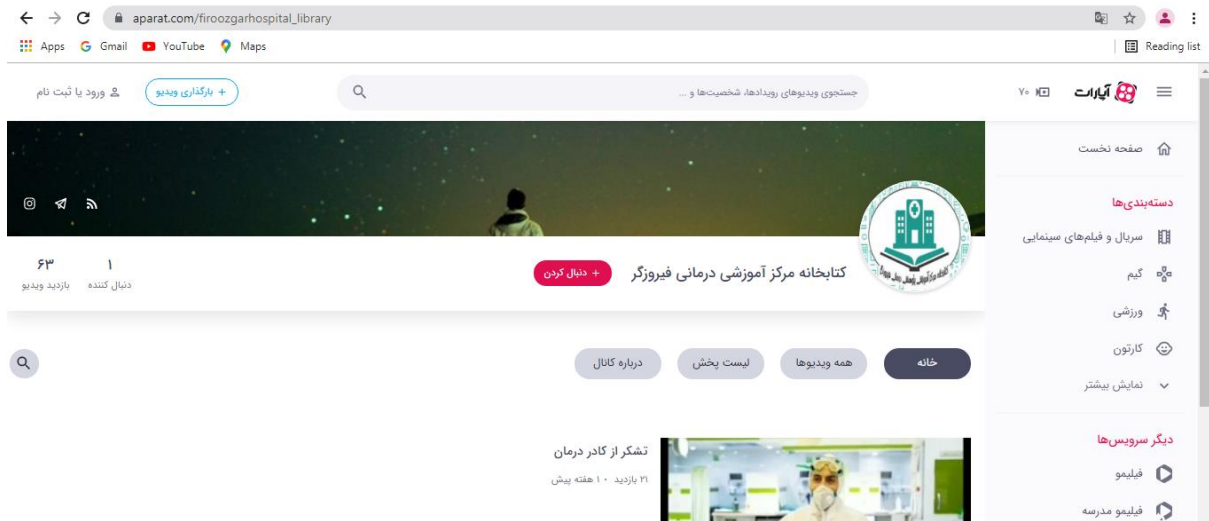 aparat.com/firoozgarhospital_library
Apps Gmail YouTube Maps Reading list
آپارات ۷۰
جستجوی ویدیوهای رویدادها، شخصیت‌ها و ...
+ بارگذاری ویدیو
ورود یا ثبت نام
صفحه نخست
دسته‌بندی‌ها
سریال و فیلم‌های سینمایی
گیم
ورزشی
کارتون
نمایش بیشتر
دیگر سرویس‌ها
فیلیمو
فیلیمو مدرسه
کتابخانه مرکز آموزشی درمانی فیروزگر
+ دنبال کردن
۱ ۶۳
دنبال کننده بازدید ویدیو
خانه همه ویدیوها لیست پخش درباره کانال
تشکر از کادر درمان
۲۱ بازدید · ۱ هفته پیش